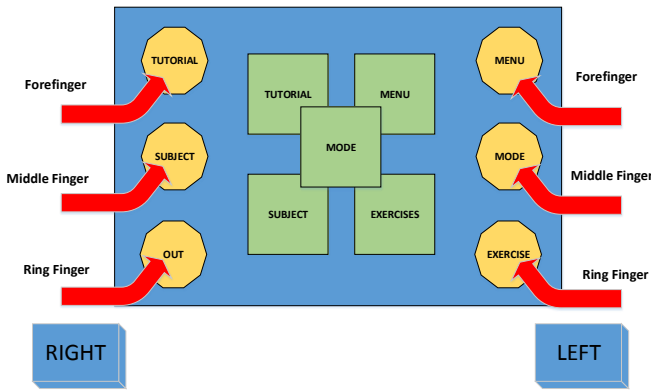 TUTORIAL
MENU
Forefinger
Forefinger
TUTORIAL
MENU
MODE
SUBJECT
MODE
Middle Finger
Middle Finger
SUBJECT
EXERCISES
OUT
EXERCISE
Ring Finger
Ring Finger
RIGHT
LEFT